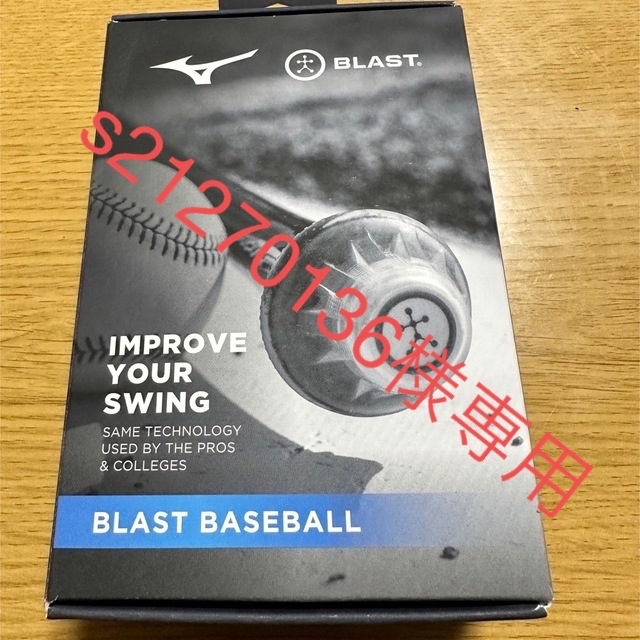 BLAST®
s21270136様専用
IMPROVE
YOUR
SWING
SAME TECHNOLOGY
USED BY THE PROS
& COLLEGES
BLAST BASEBALL